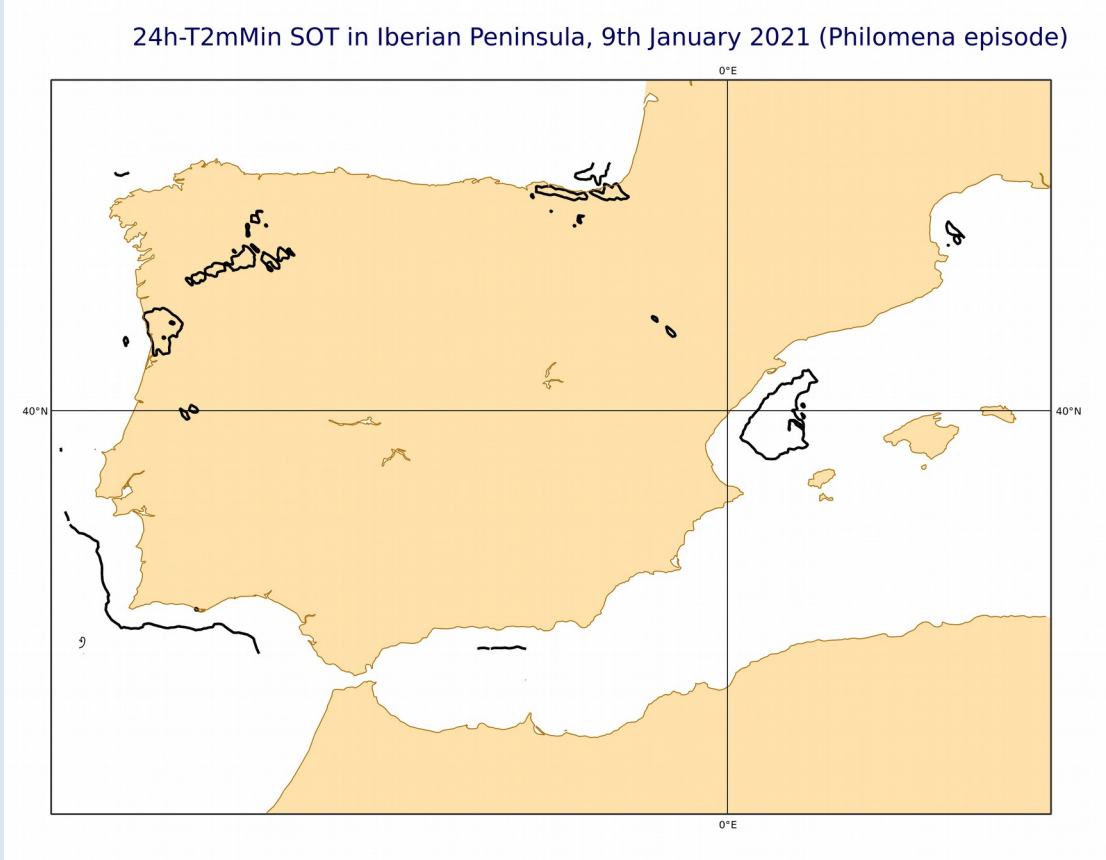 24h-T2mMin SOT in Iberian Peninsula, 9th January 2021 (Philomena episode)
0°E
40°N
40°N
0°E